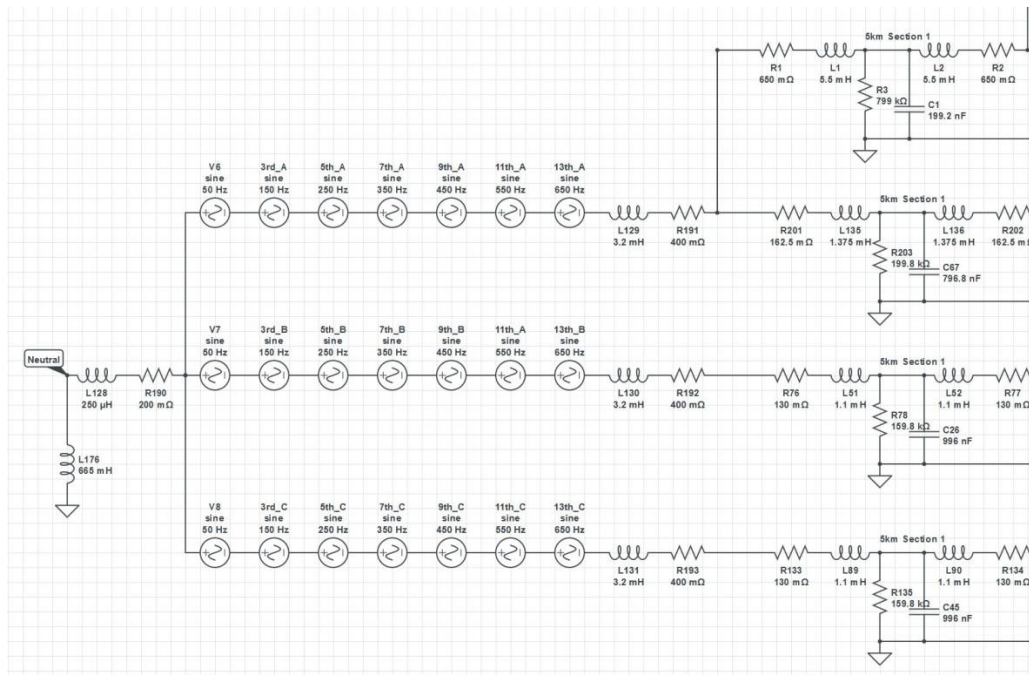 5km Section 1
R1
650 mΩ
L1
5.5 mH
L2
5.5 mH
R2
650 mΩ
R3
799 kΩ
C1
199.2 nF
V6
sine
50 Hz
3rd_A
sine
150 Hz
5th_A
sine
250 Hz
7th_A
sine
350 Hz
9th_A
sine
450 Hz
11th_A
sine
550 Hz
13th_A
sine
650 Hz
L129
3.2 mH
R191
400 mΩ
5km Section 1
R201
162.5 mΩ
L135
1.375 mH
L136
1.375 mH
R202
162.5 mΩ
R203
199.8 kΩ
C67
796.8 nF
V7
sine
50 Hz
3rd_B
sine
150 Hz
5th_B
sine
250 Hz
7th_B
sine
350 Hz
9th_B
sine
450 Hz
11th_A
sine
550 Hz
13th_B
sine
650 Hz
Neutral
L128
250 µH
R190
200 mΩ
L130
3.2 mH
R192
400 mΩ
5km Section 1
R76
130 mΩ
L51
1.1 mH
L52
1.1 mH
R77
130 mΩ
R78
159.8 kΩ
C26
996 nF
L176
665 mH
V8
sine
50 Hz
3rd_C
sine
150 Hz
5th_C
sine
250 Hz
7th_C
sine
350 Hz
9th_C
sine
450 Hz
11th_C
sine
550 Hz
13th_C
sine
650 Hz
L131
3.2 mH
R193
400 mΩ
5km Section 1
R133
130 mΩ
L89
1.1 mH
L90
1.1 mH
R134
130 mΩ
R135
159.8 kΩ
C45
996 nF